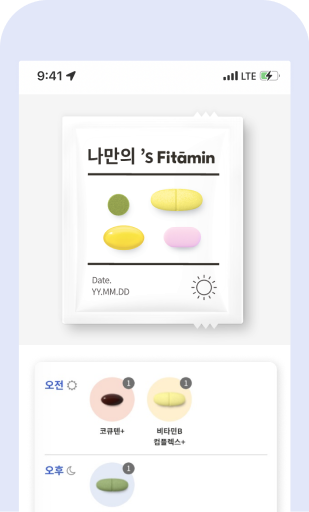 9:41 LTE
나만의 ’s Fitāmin
Date.
YY.MM.DD
오전 1 1
코큐텐+ 비타민B
컴플렉스+
오후 1